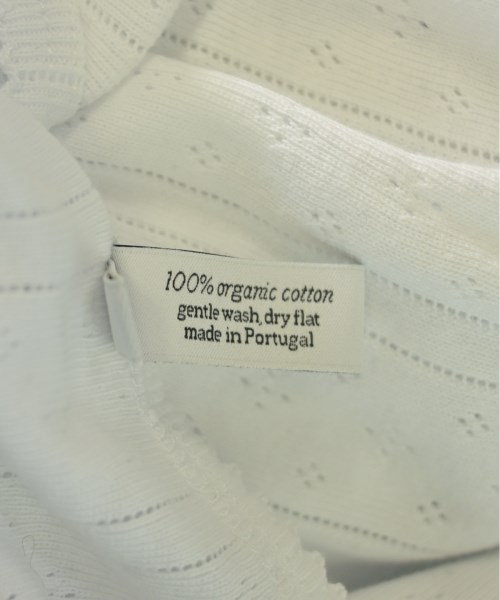 100% organic cotton
gentle wash, dry flat
made in Portugal